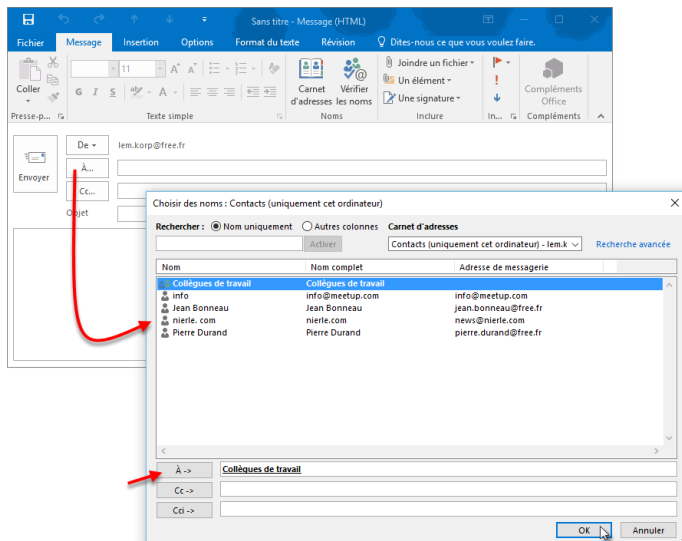 Sans titre - Message (HTML)
Fichier Message Insertion Options Format du texte Révision Dites-nous ce que vous voulez faire.
Coller
11 A A
G I S A
Carnet d'adresses
Vérifier les noms
Joindre un fichier
Un élément
Une signature
Compléments Office
Presse-p... Texte simple Noms Inclure In... Compléments
Envoyer
De lem.korp@free.fr
À...
Cc...
Objet
Choisir des noms : Contacts (uniquement cet ordinateur)
Rechercher : Nom uniquement Autres colonnes Carnet d'adresses
Activer Contacts (uniquement cet ordinateur) - lem.k Recherche avancée
Nom Nom complet Adresse de messagerie
Collègues de travail Collègues de travail
info info@meetup.com info@meetup.com
Jean Bonneau Jean Bonneau jean.bonneau@free.fr
nierle. com nierle.com news@nierle.com
Pierre Durand Pierre Durand pierre.durand@free.fr
À -> Collègues de travail
Cc ->
Cci ->
OK Annuler